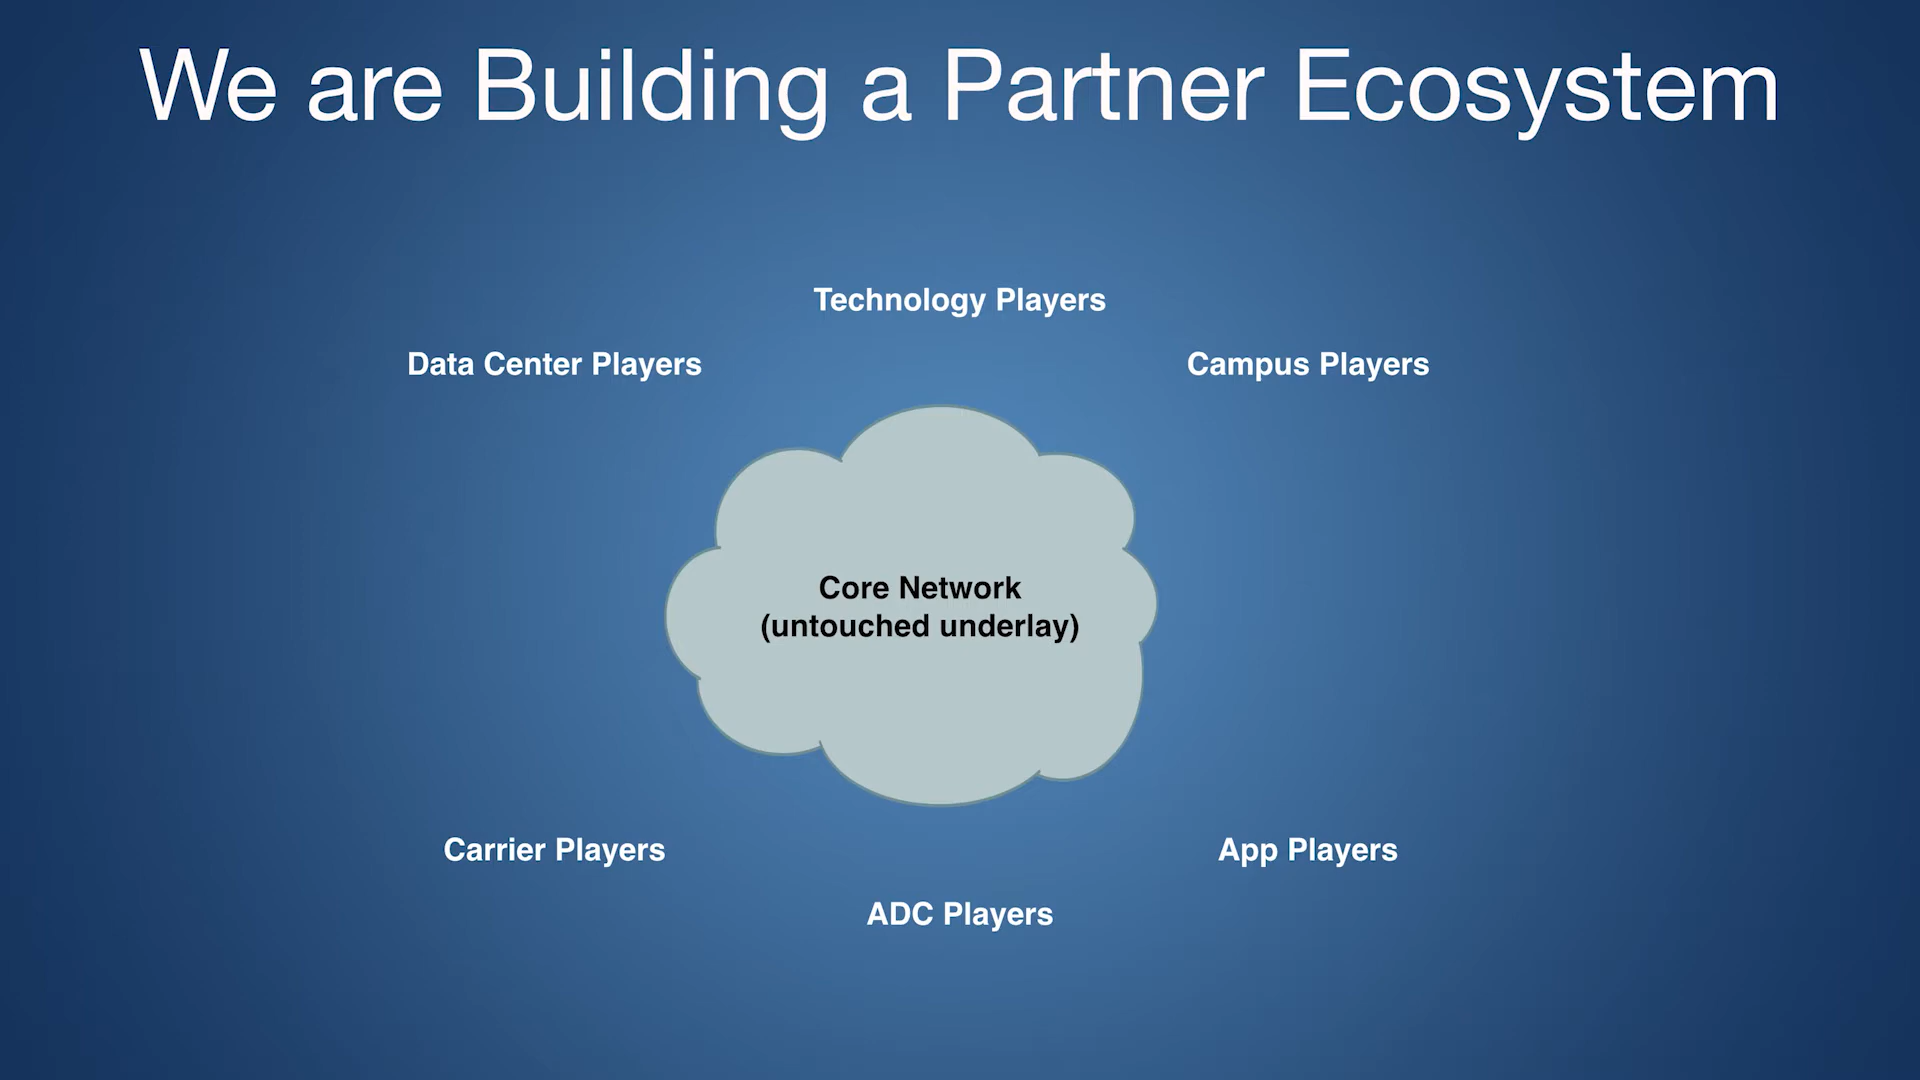 We are Building a Partner Ecosystem
Technology Players
Data Center Players
Campus Players
Core Network
(untouched underlay)
Carrier Players
App Players
ADC Players